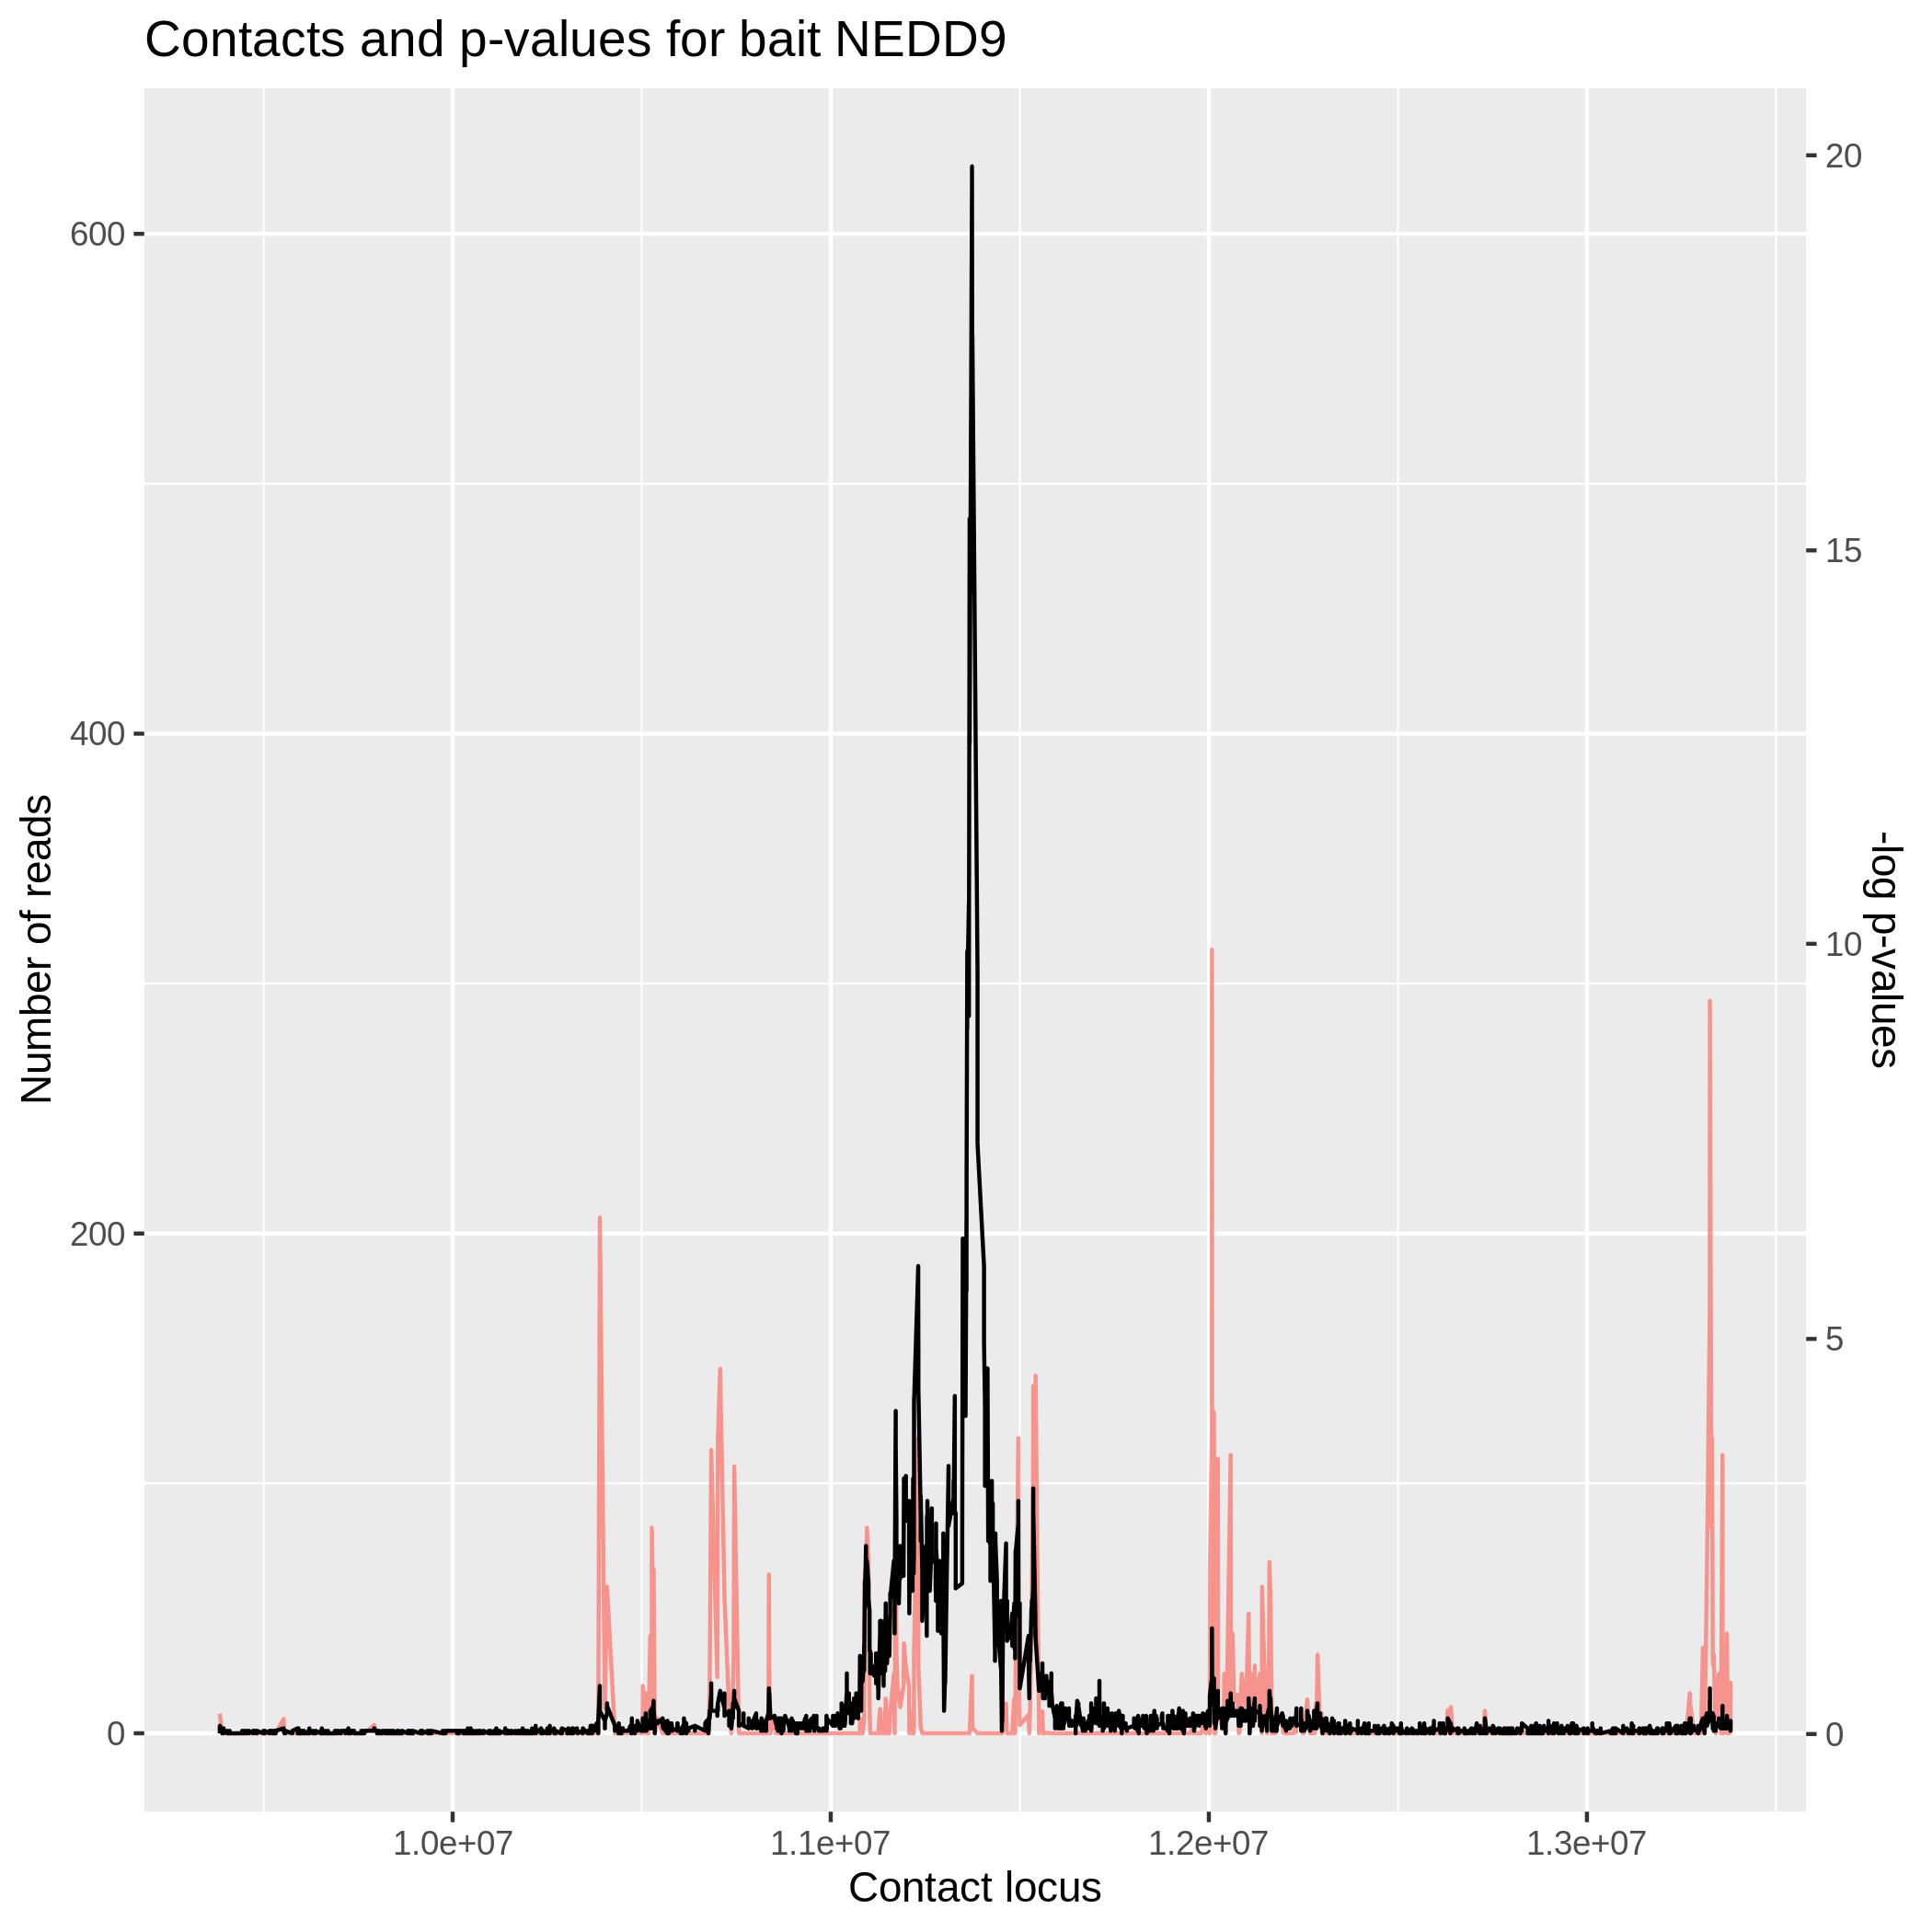 Contacts and p-values for bait NEDD9
600
400
200
0
20
15
10
5
0
Number of reads
-log p-values
1.0e+07
1.1e+07
1.2e+07
1.3e+07
Contact locus